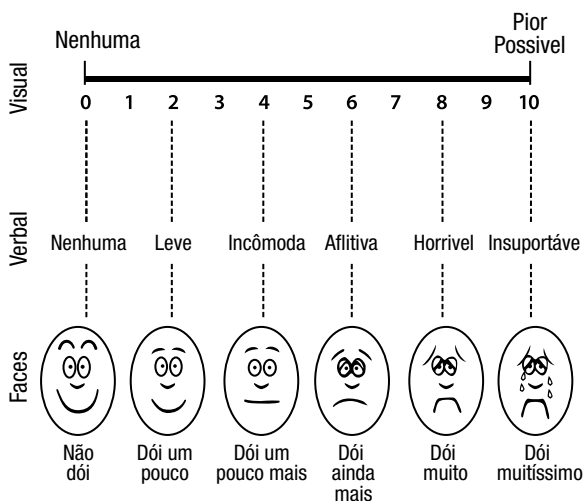 Nenhuma
Pior
Possivel
Visual
0 1 2 3 4 5 6 7 8 9 10
Verbal
Nenhuma Leve Incômoda Aflitiva Horrivel Insuportáve
Faces
Não
dói
Dói um
pouco
Dói um
pouco mais
Dói
ainda
mais
Dói
muito
Dói
muitíssimo